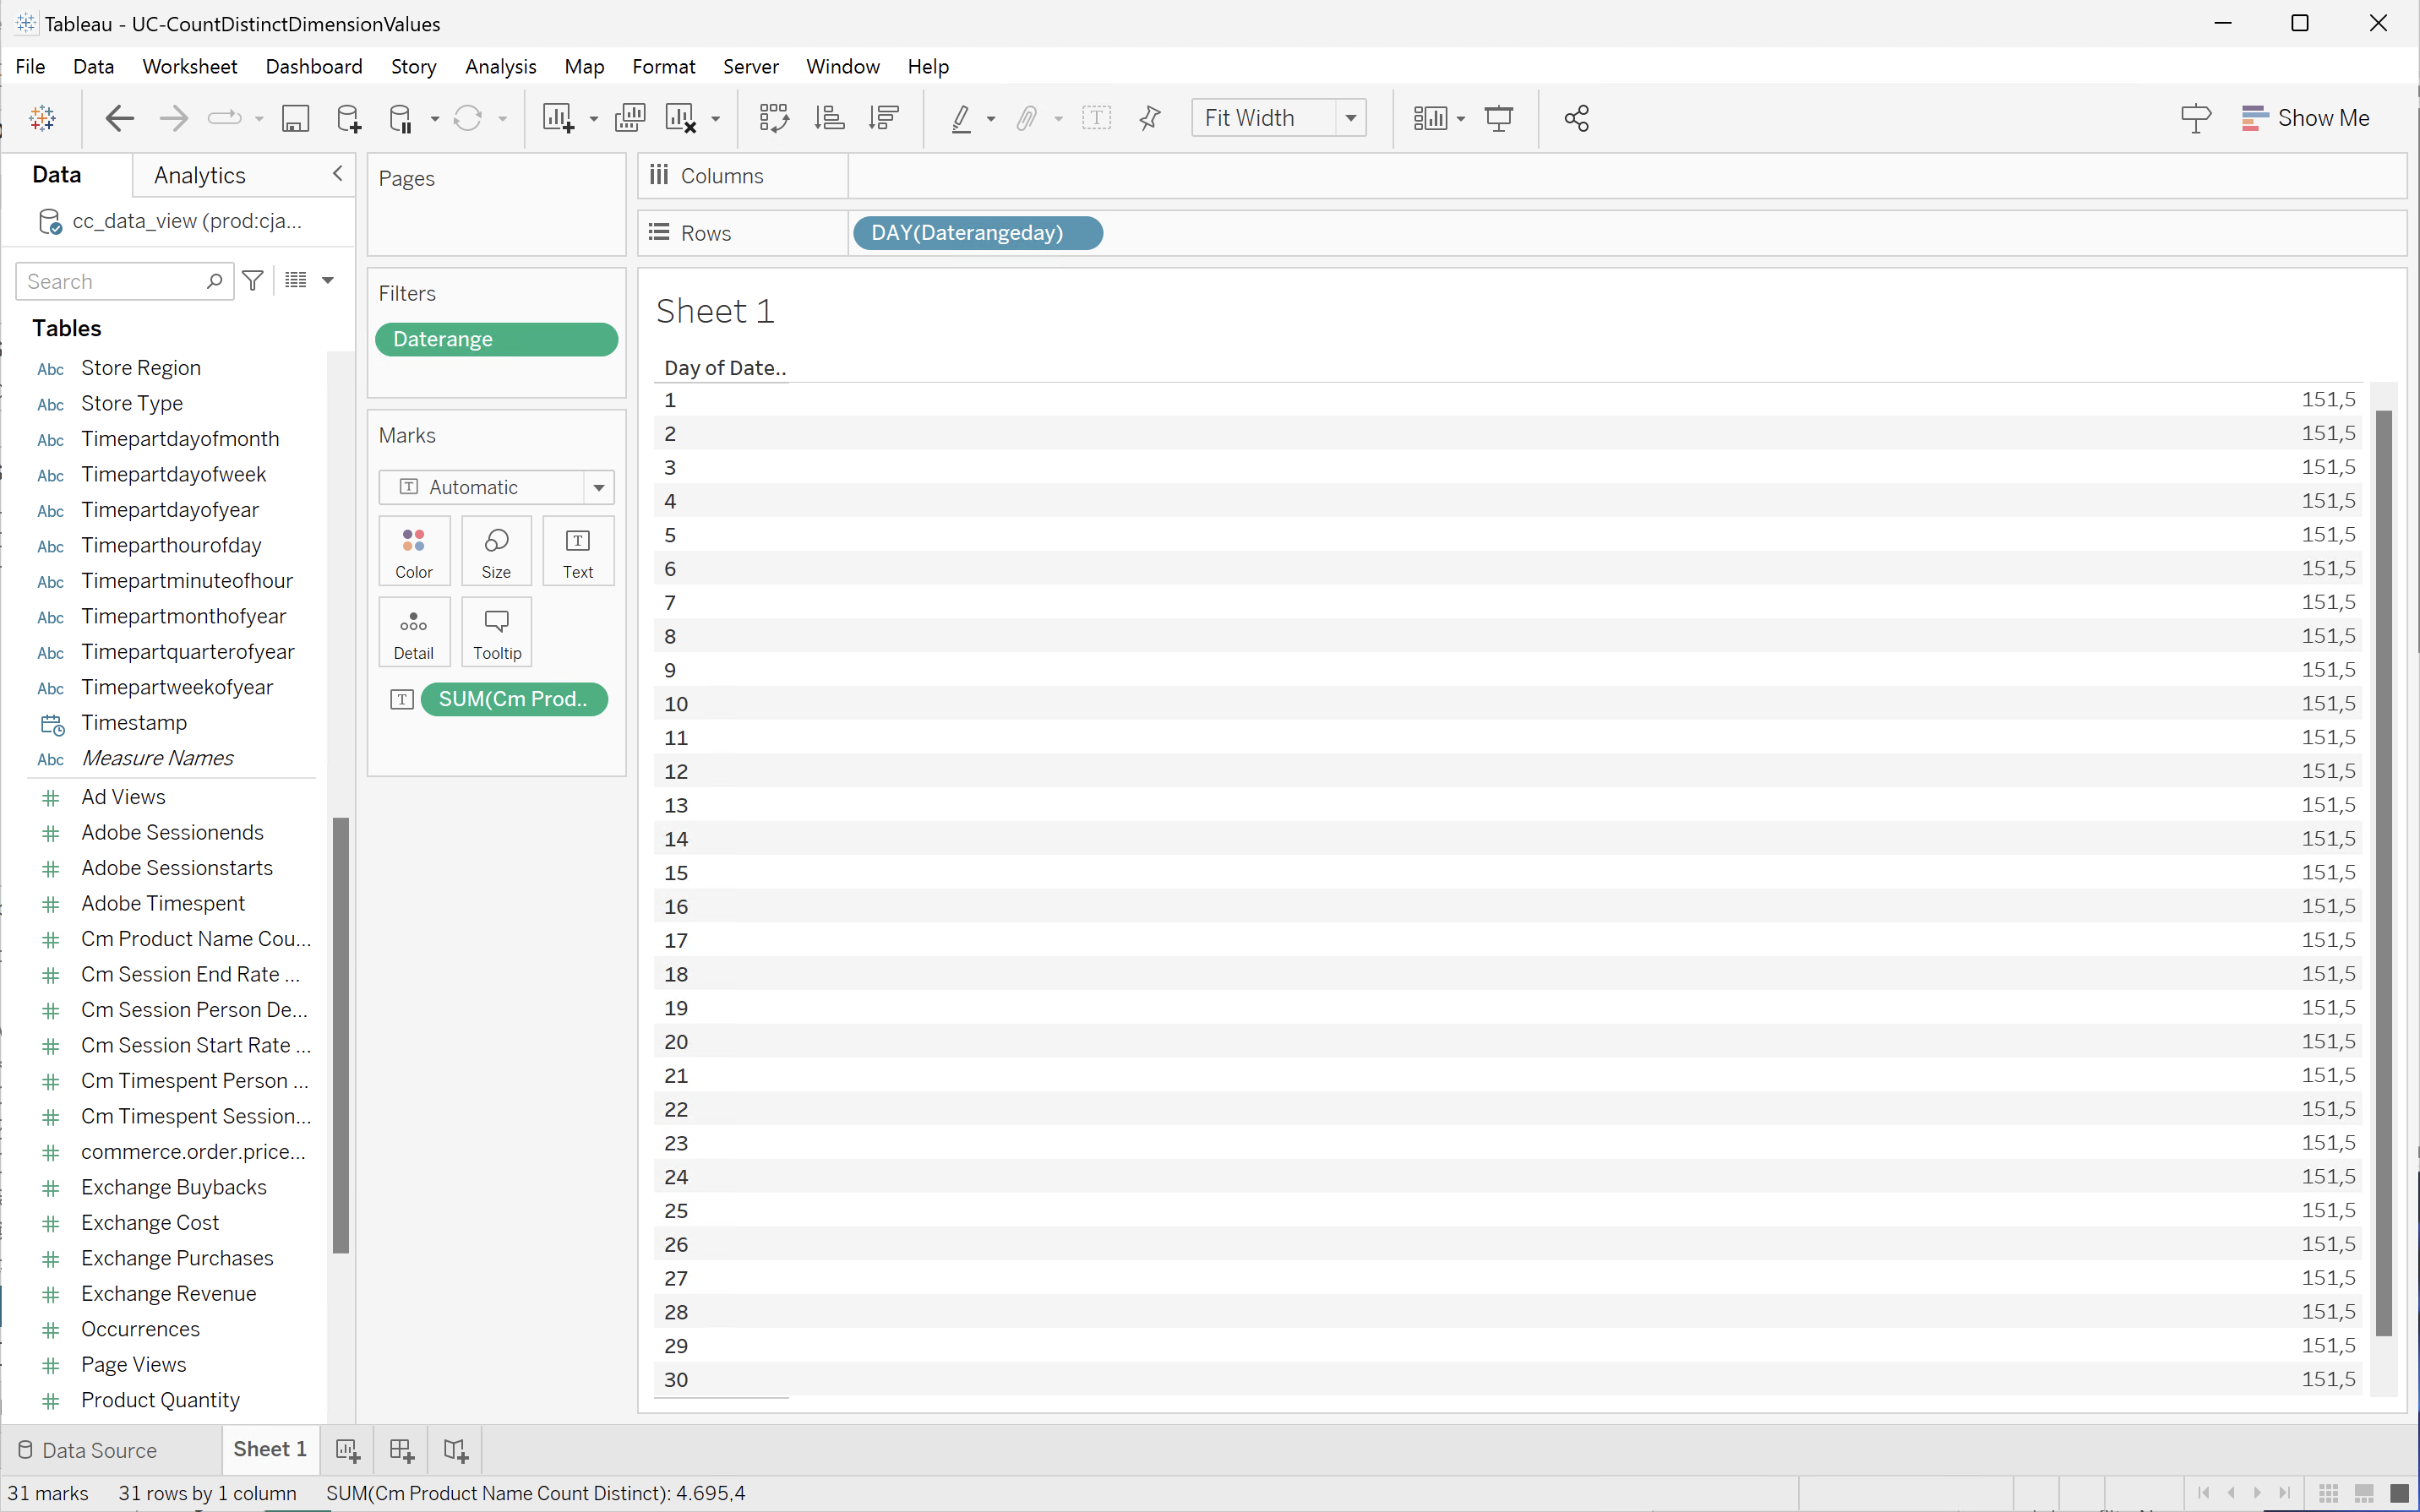 Tableau - UC-CountDistinctDimensionValues
File Data Worksheet Dashboard Story Analysis Map Format Server Window Help
Fit Width
Show Me
Data Analytics
cc_data_view (prod:cja...
Search
Tables
Abc Store Region
Abc Store Type
Abc Timepartdayofmonth
Abc Timepartdayofweek
Abc Timepartdayofyear
Abc Timeparthourofday
Abc Timepartminuteofhour
Abc Timepartmonthofyear
Abc Timepartquarterofyear
Abc Timepartweekofyear
Timestamp
Abc Measure Names
# Ad Views
# Adobe Sessionends
# Adobe Sessionstarts
# Adobe Timespent
# Cm Product Name Cou...
# Cm Session End Rate ...
# Cm Session Person De...
# Cm Session Start Rate ...
# Cm Timespent Person ...
# Cm Timespent Session...
# commerce.order.price...
# Exchange Buybacks
# Exchange Cost
# Exchange Purchases
# Exchange Revenue
# Occurrences
# Page Views
# Product Quantity
Pages
Filters
Daterange
Marks
T Automatic
Color Size T Text
Detail Tooltip
T SUM(Cm Prod..
Columns
Rows DAY(Daterangeday)
Sheet 1
Day of Date..
1 151,5
2 151,5
3 151,5
4 151,5
5 151,5
6 151,5
7 151,5
8 151,5
9 151,5
10 151,5
11 151,5
12 151,5
13 151,5
14 151,5
15 151,5
16 151,5
17 151,5
18 151,5
19 151,5
20 151,5
21 151,5
22 151,5
23 151,5
24 151,5
25 151,5
26 151,5
27 151,5
28 151,5
29 151,5
30 151,5
Data Source Sheet 1
31 marks 31 rows by 1 column SUM(Cm Product Name Count Distinct): 4.695,4